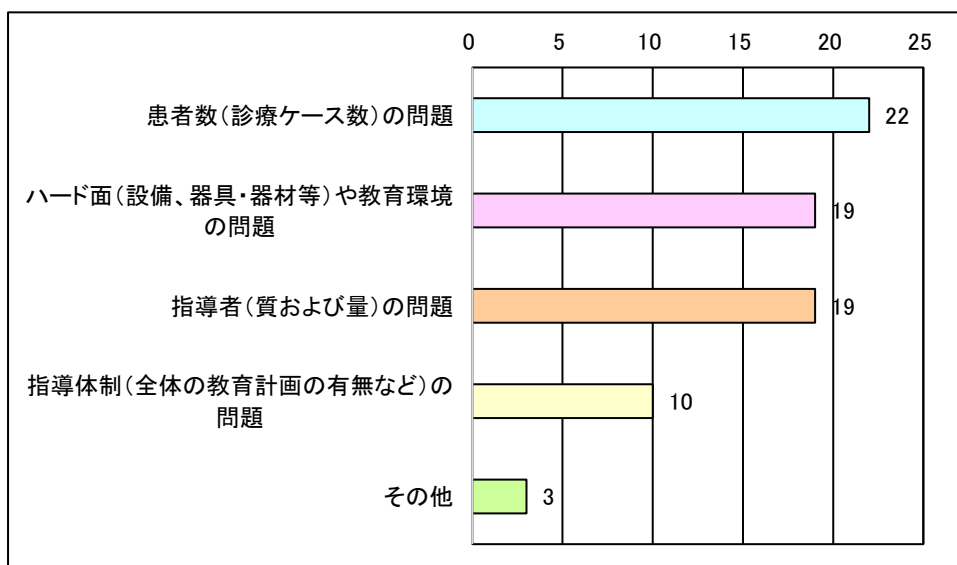 0 5 10 15 20 25
患者数（診療ケース数）の問題
22
ハード面（設備、器具・器材等）や教育環境
の問題
19
指導者（質および量）の問題
19
指導体制（全体の教育計画の有無など）の
問題
10
その他
3